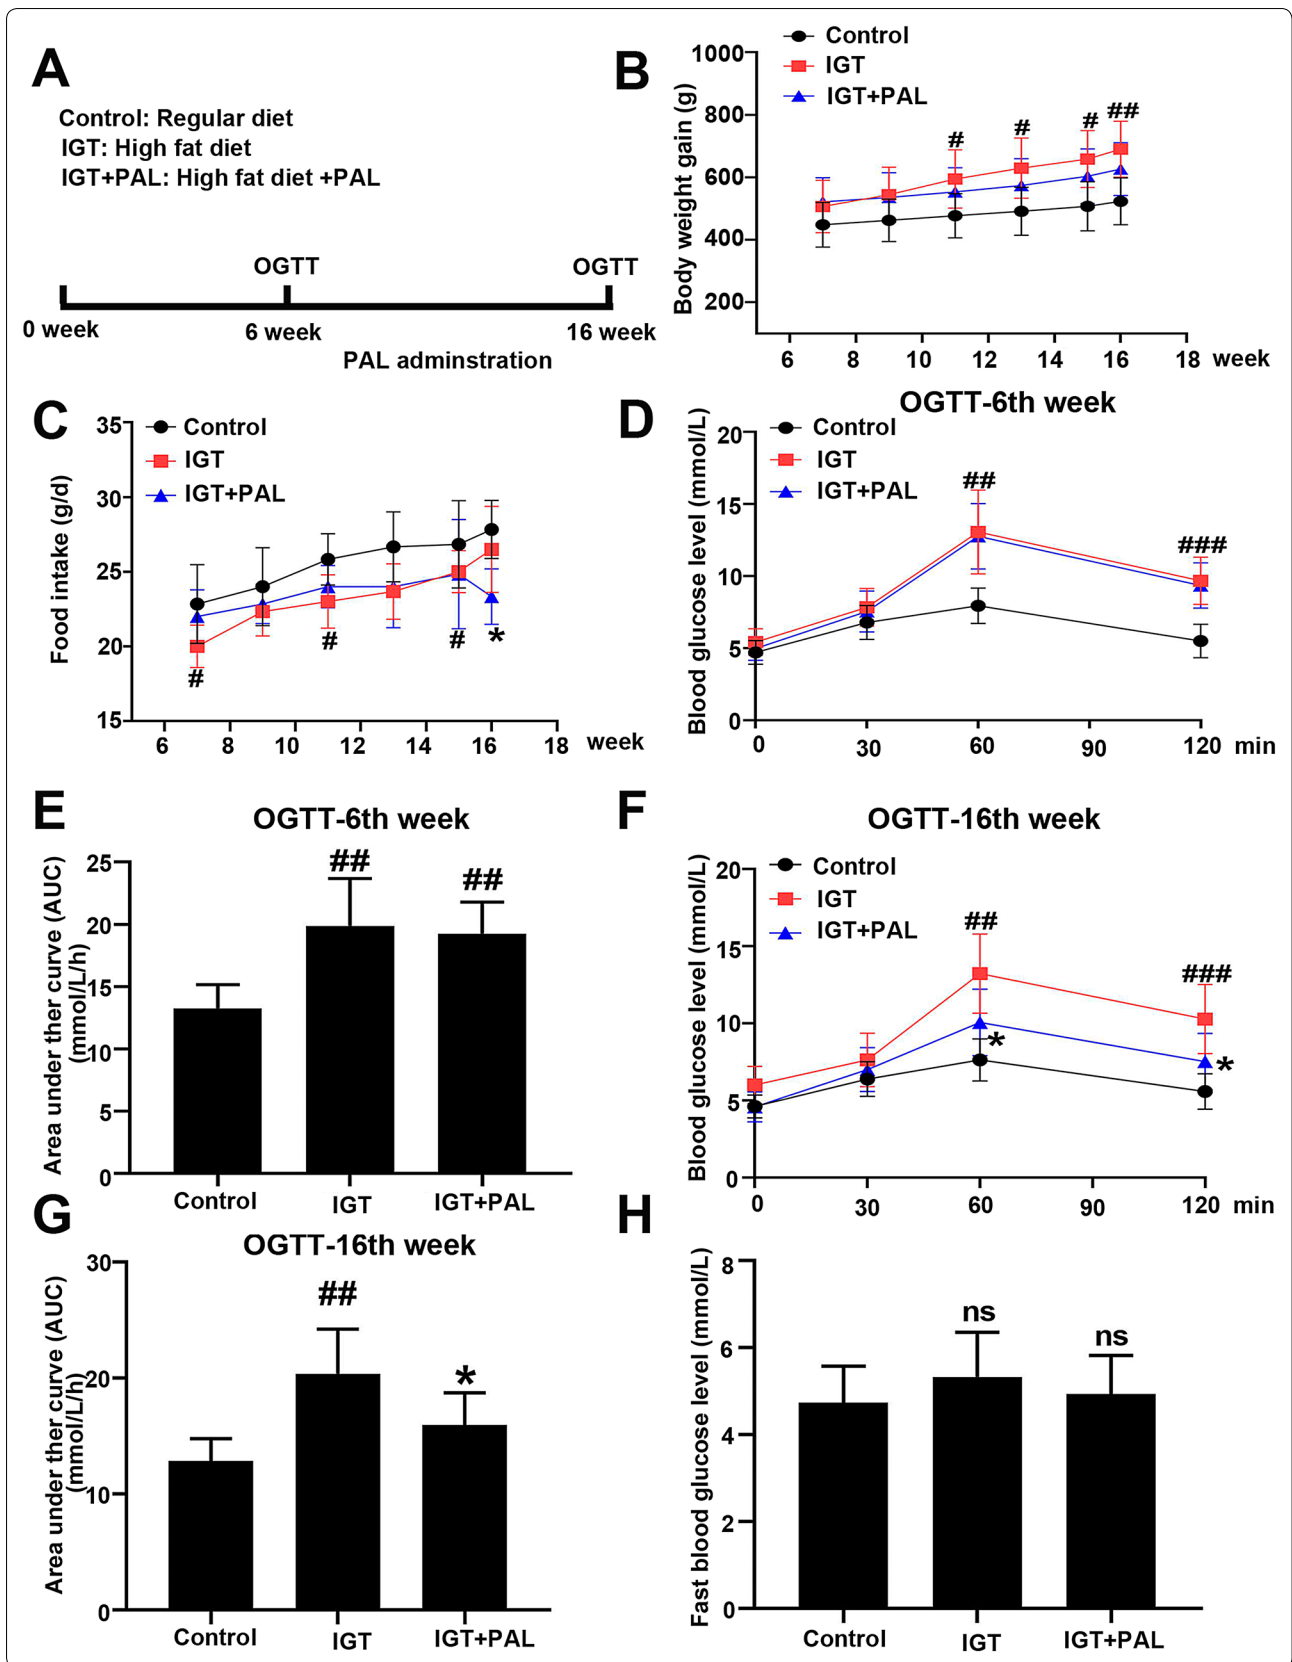 A
Control: Regular diet
IGT: High fat diet
IGT+PAL: High fat diet +PAL
OGTT
OGTT
0 week
6 week
16 week
PAL adminstration
B
Control
IGT
IGT+PAL
Body weight gain (g)
1000
800
600
400
200
# # # ##
6 8 10 12 14 16 18 week
C
Control
IGT
IGT+PAL
Food intake (g/d)
35
30
25
20
15
# # # *
6 8 10 12 14 16 18 week
D
OGTT-6th week
Control
IGT
IGT+PAL
Blood glucose level (mmol/L)
20
15
10
5
0
## ###
0 30 60 90 120 min
E
OGTT-6th week
Area under ther curve (AUC)
(mmol/L/h)
25
20
15
10
5
0
## ##
Control IGT IGT+PAL
F
OGTT-16th week
Control
IGT
IGT+PAL
Blood glucose level (mmol/L)
20
15
10
5
0
## ###
* *
0 30 60 90 120 min
G
OGTT-16th week
Area under ther curve (AUC)
(mmol/L/h)
30
20
10
0
## *
Control IGT IGT+PAL
H
Fast blood glucose level (mmol/L)
8
6
4
2
0
ns ns
Control IGT IGT+PAL